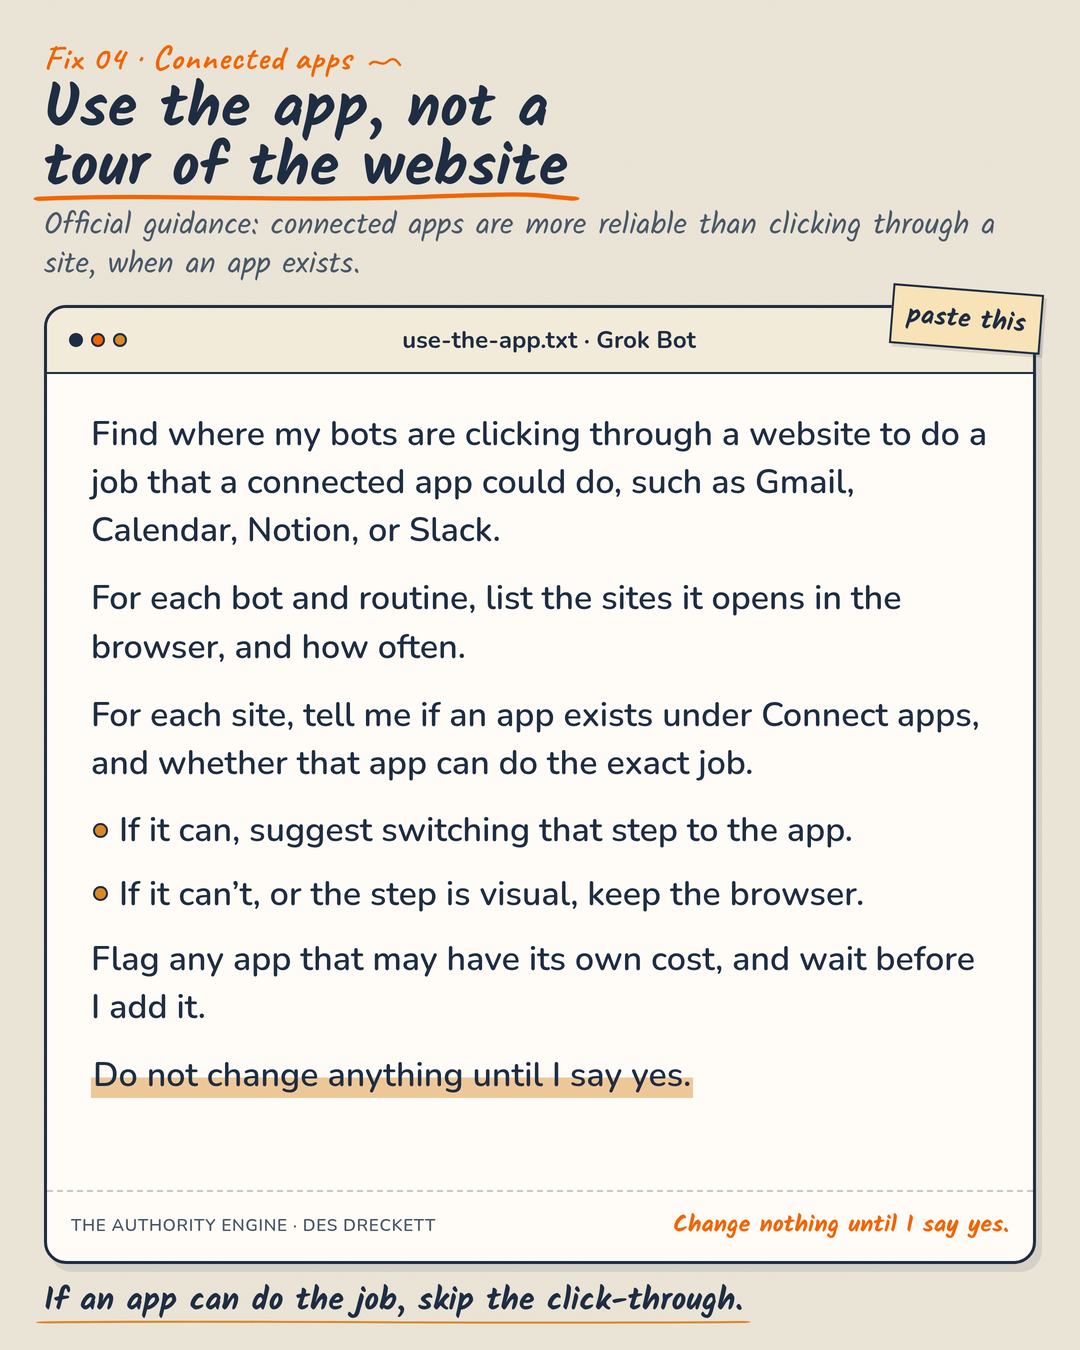 Fix 04 · Connected apps
Use the app, not a
tour of the website
Official guidance: connected apps are more reliable than clicking through a
site, when an app exists.
paste this
use-the-app.txt · Grok Bot
Find where my bots are clicking through a website to do a
job that a connected app could do, such as Gmail,
Calendar, Notion, or Slack.
For each bot and routine, list the sites it opens in the
browser, and how often.
For each site, tell me if an app exists under Connect apps,
and whether that app can do the exact job.
If it can, suggest switching that step to the app.
If it can’t, or the step is visual, keep the browser.
Flag any app that may have its own cost, and wait before
I add it.
Do not change anything until I say yes.
THE AUTHORITY ENGINE · DES DRECKETT
Change nothing until I say yes.
If an app can do the job, skip the click-through.